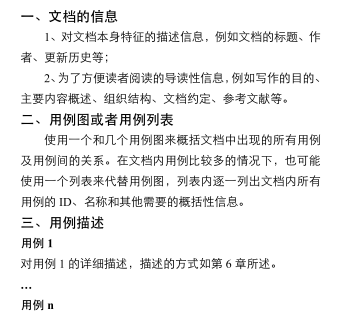 一、文档的信息
1、对文档本身特征的描述信息，例如文档的标题、作
者、更新历史等；
2、为了方便读者阅读的导读性信息，例如写作的目的、
主要内容概述、组织结构、文档约定、参考文献等。
二、用例图或者用例列表
使用一个和几个用例图来概括文档中出现的所有用例
及用例间的关系。在文档内用例比较多的情况下，也可能
使用一个列表来代替用例图，列表内逐一列出文档内所有
用例的 ID、名称和其他需要的概括性信息。
三、用例描述
用例 1
对用例 1 的详细描述，描述的方式如第 6 章所述。
…
用例 n